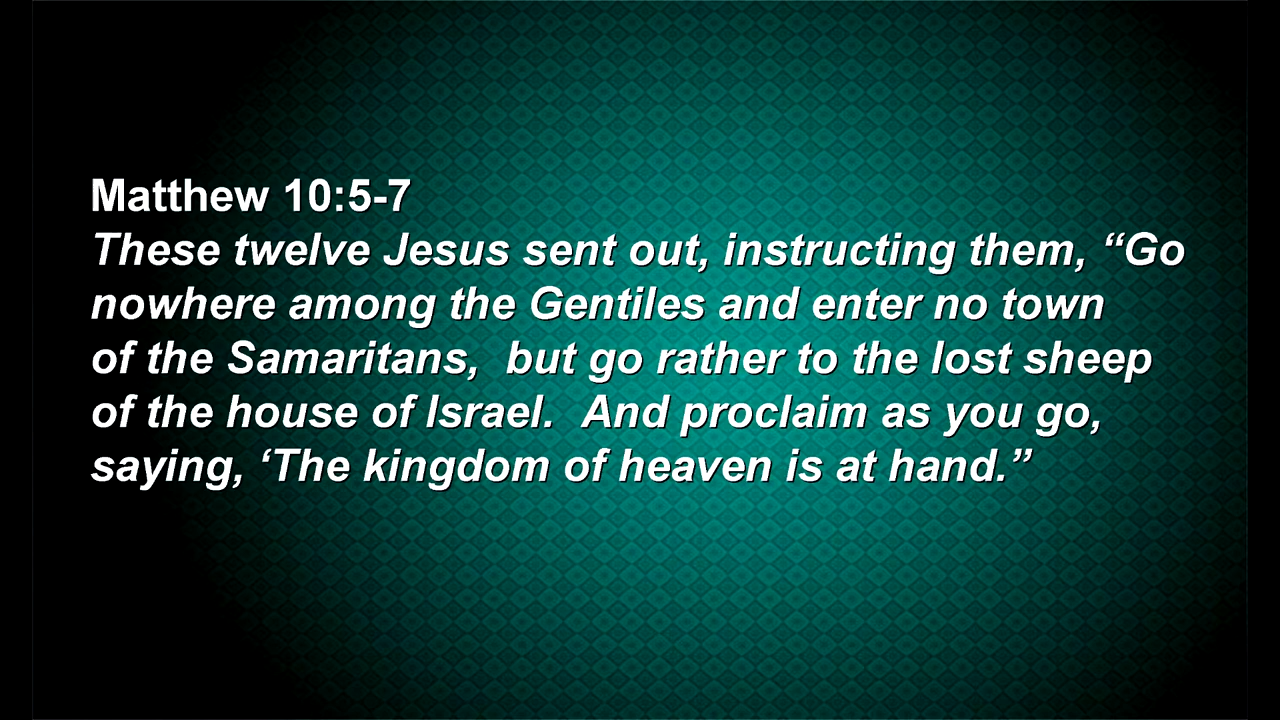 Matthew 10:5-7
These twelve Jesus sent out, instructing them, “Go
nowhere among the Gentiles and enter no town
of the Samaritans,  but go rather to the lost sheep
of the house of Israel.  And proclaim as you go,
saying, ‘The kingdom of heaven is at hand.”